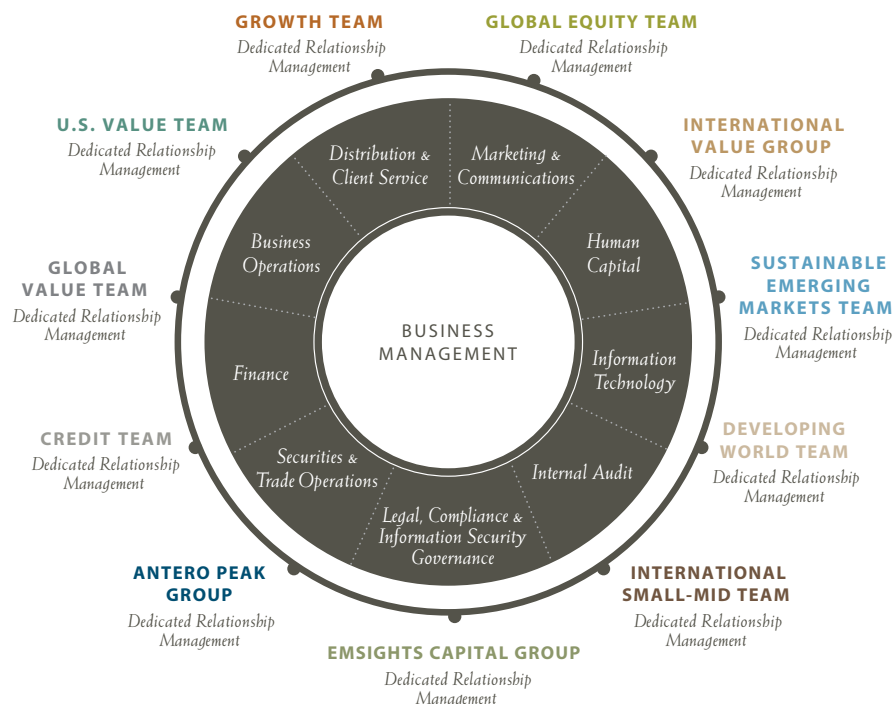 GROWTH TEAM
Dedicated Relationship
Management
GLOBAL EQUITY TEAM
Dedicated Relationship
Management
U.S. VALUE TEAM
Dedicated Relationship
Management
INTERNATIONAL
VALUE GROUP
Dedicated Relationship
Management
GLOBAL
VALUE TEAM
Dedicated Relationship
Management
SUSTAINABLE
EMERGING
MARKETS TEAM
Dedicated Relationship
Management
CREDIT TEAM
Dedicated Relationship
Management
DEVELOPING
WORLD TEAM
Dedicated Relationship
Management
ANTERO PEAK
GROUP
Dedicated Relationship
Management
INTERNATIONAL
SMALL-MID TEAM
Dedicated Relationship
Management
EMSIGHTS CAPITAL GROUP
Dedicated Relationship
Management
Distribution &
Client Service
Marketing &
Communications
Business
Operations
Human
Capital
Finance
Information
Technology
Securities &
Trade Operations
Internal Audit
Legal, Compliance &
Information Security
Governance
BUSINESS
MANAGEMENT